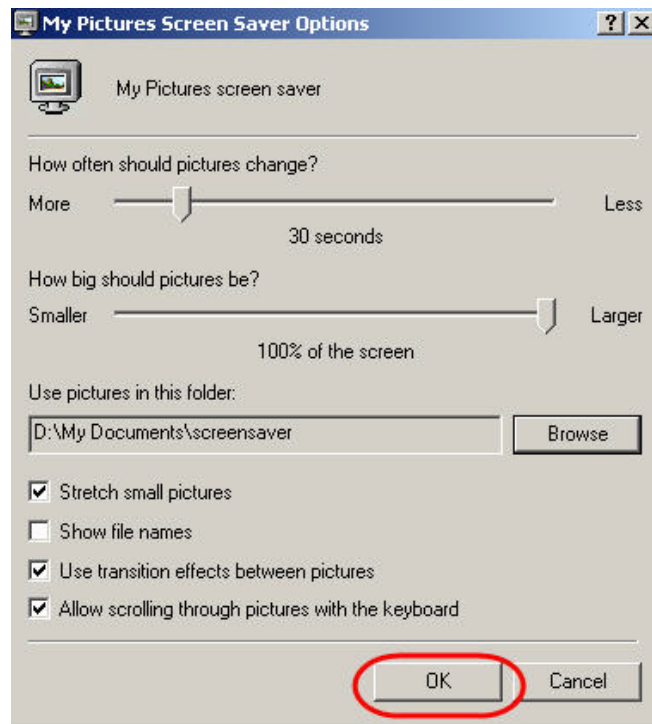 My Pictures Screen Saver Options
My Pictures screen saver
How often should pictures change?
More Less
30 seconds
How big should pictures be?
Smaller Larger
100% of the screen
Use pictures in this folder:
D:\My Documents\screensaver Browse
Stretch small pictures
Show file names
Use transition effects between pictures
Allow scrolling through pictures with the keyboard
OK Cancel